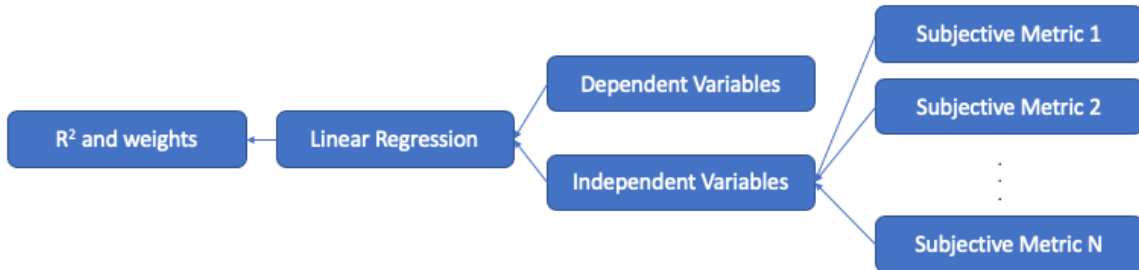 Subjective Metric 1
Dependent Variables
Subjective Metric 2
R² and weights
Linear Regression
Independent Variables
.
.
.
Subjective Metric N